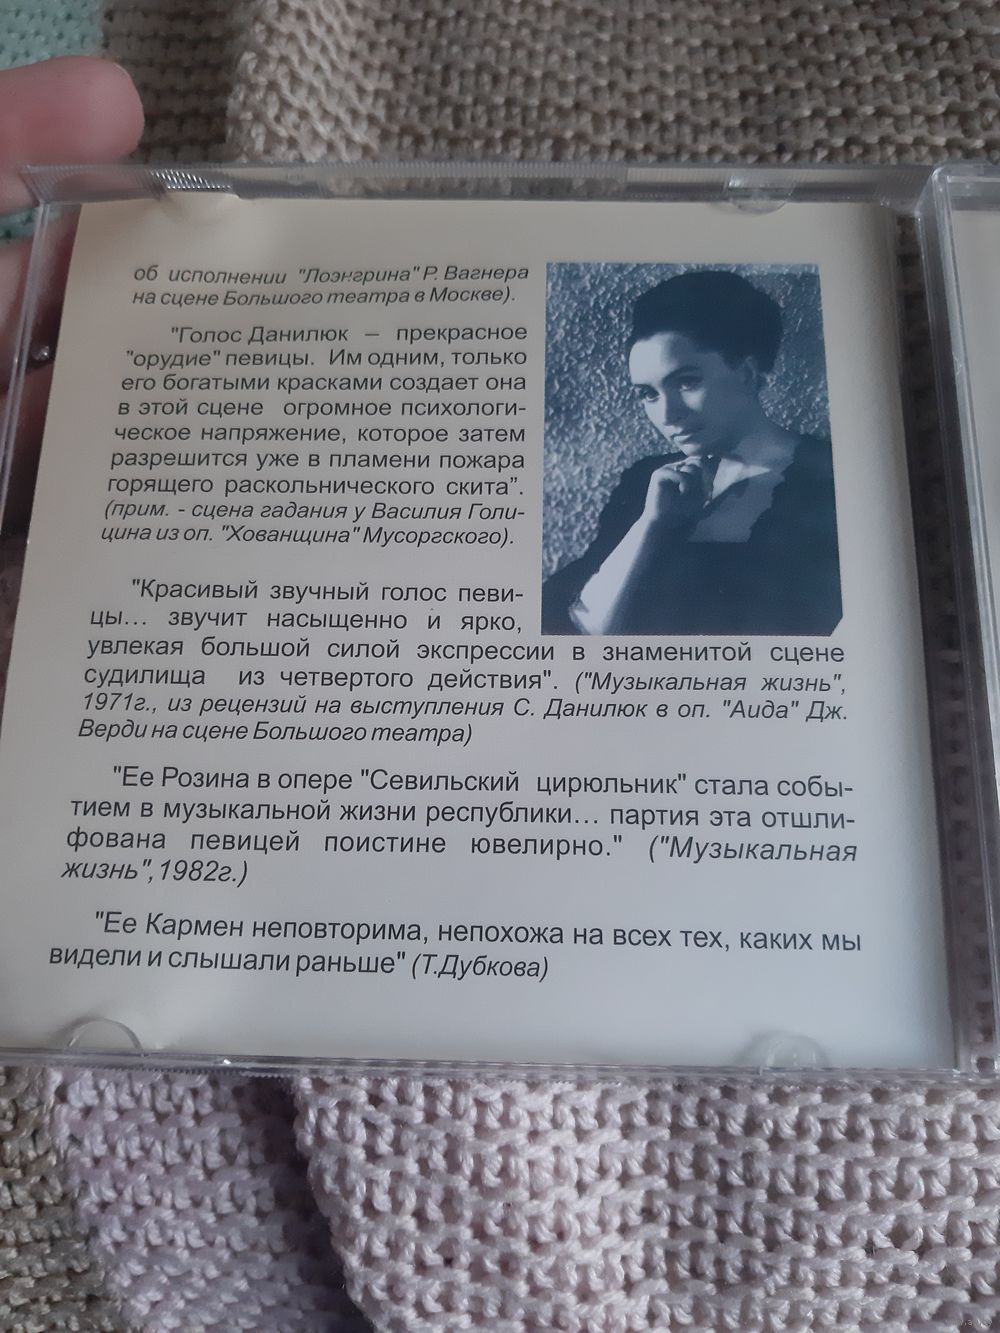 об исполнении "Лоэнгрина" Р. Вагнера
на сцене Большого театра в Москве).
"Голос Данилюк – прекрасное
"орудие" певицы. Им одним, только
его богатыми красками создает она
в этой сцене огромное психологи-
ческое напряжение, которое затем
разрешится уже в пламени пожара
горящего раскольнического скита".
(прим. - сцена гадания у Василия Голи-
цина из оп. "Хованщина" Мусоргского).
"Красивый звучный голос певи-
цы... звучит насыщенно и ярко,
увлекая большой силой экспрессии в знаменитой сцене
судилища из четвертого действия". ("Музыкальная жизнь",
1971г., из рецензий на выступления С. Данилюк в оп. "Аида" Дж.
Верди на сцене Большого театра)
"Ее Розина в опере "Севильский цирюльник" стала собы-
тием в музыкальной жизни республики... партия эта отшли-
фована певицей поистине ювелирно." ("Музыкальная
жизнь",1982г.)
"Ее Кармен неповторима, непохожа на всех тех, каких мы
видели и слышали раньше" (Т.Дубкова)